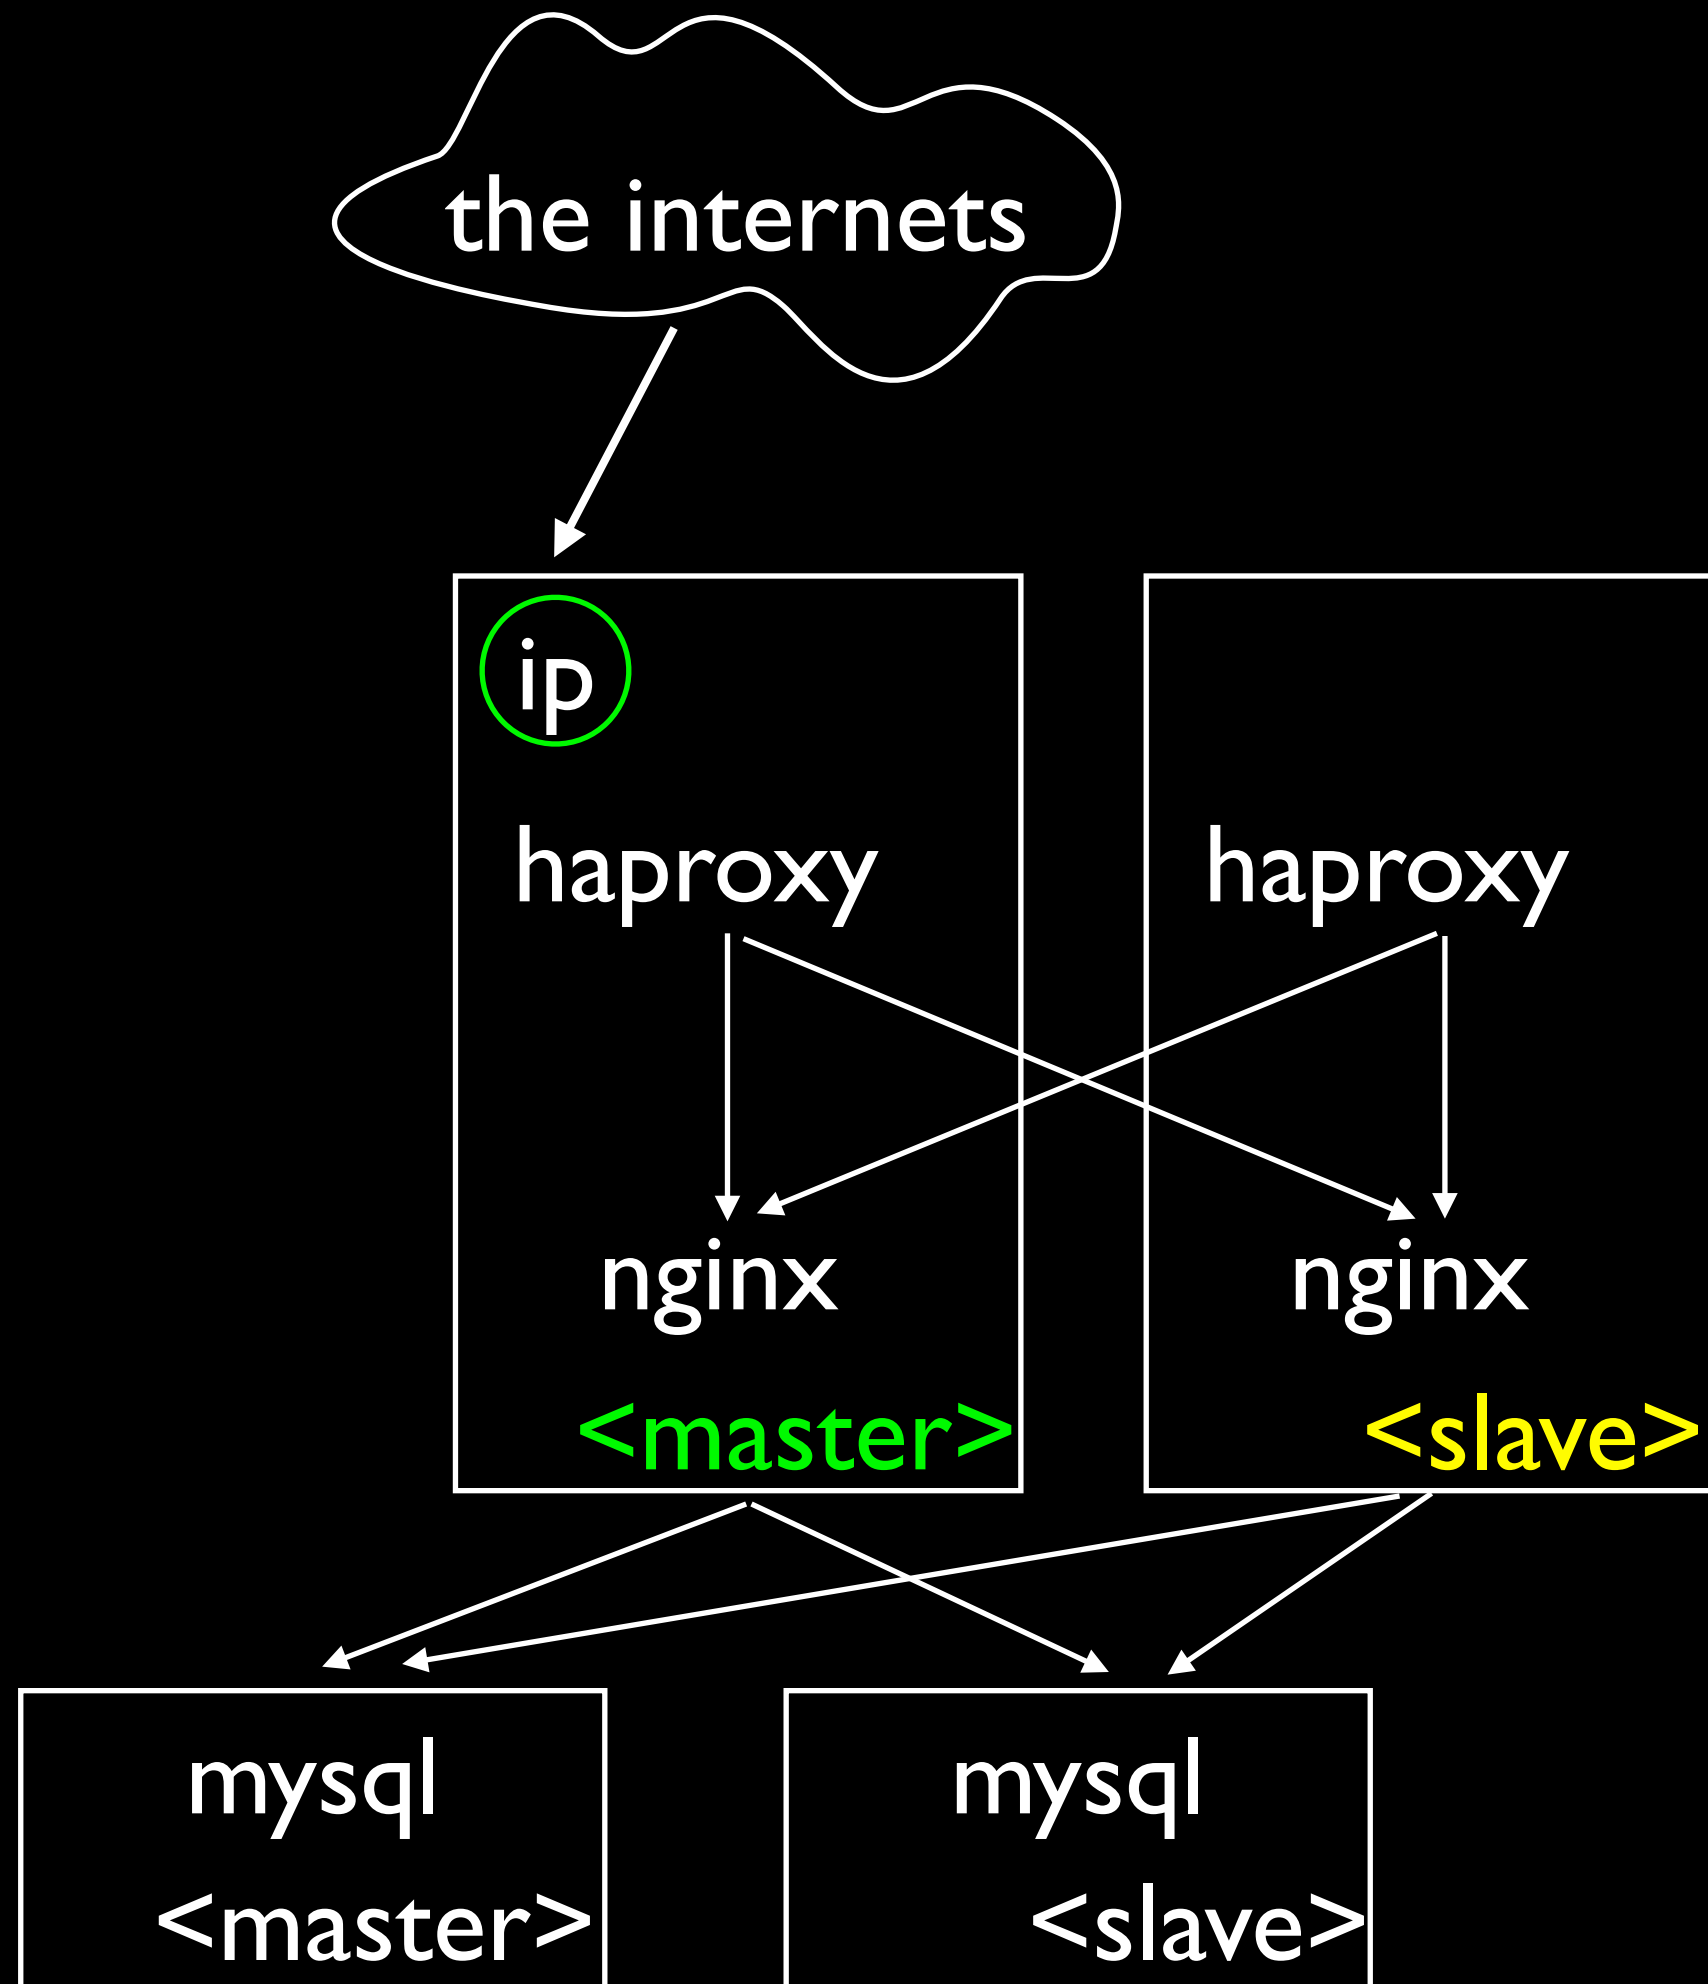 the internets
ip
haproxy
haproxy
nginx
nginx
<master>
<slave>
mysql
mysql
<master>
<slave>